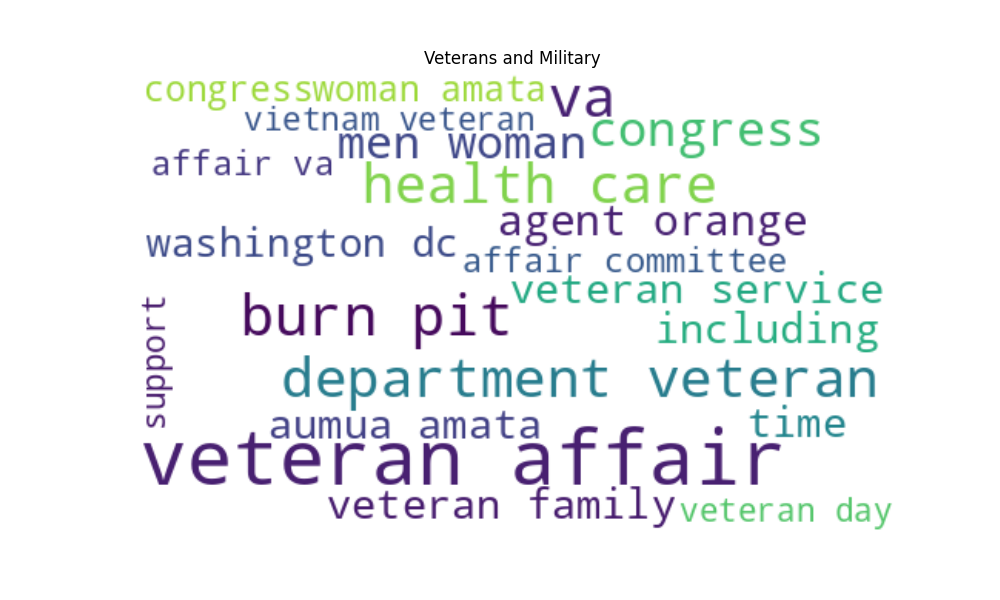 Veterans and Military
congresswoman amata
va
vietnam veteran
congress
men woman
affair va
health care
agent orange
washington dc
affair committee
veteran service
burn pit
including
support
department veteran
aumua amata
time
veteran affair
veteran family
veteran day